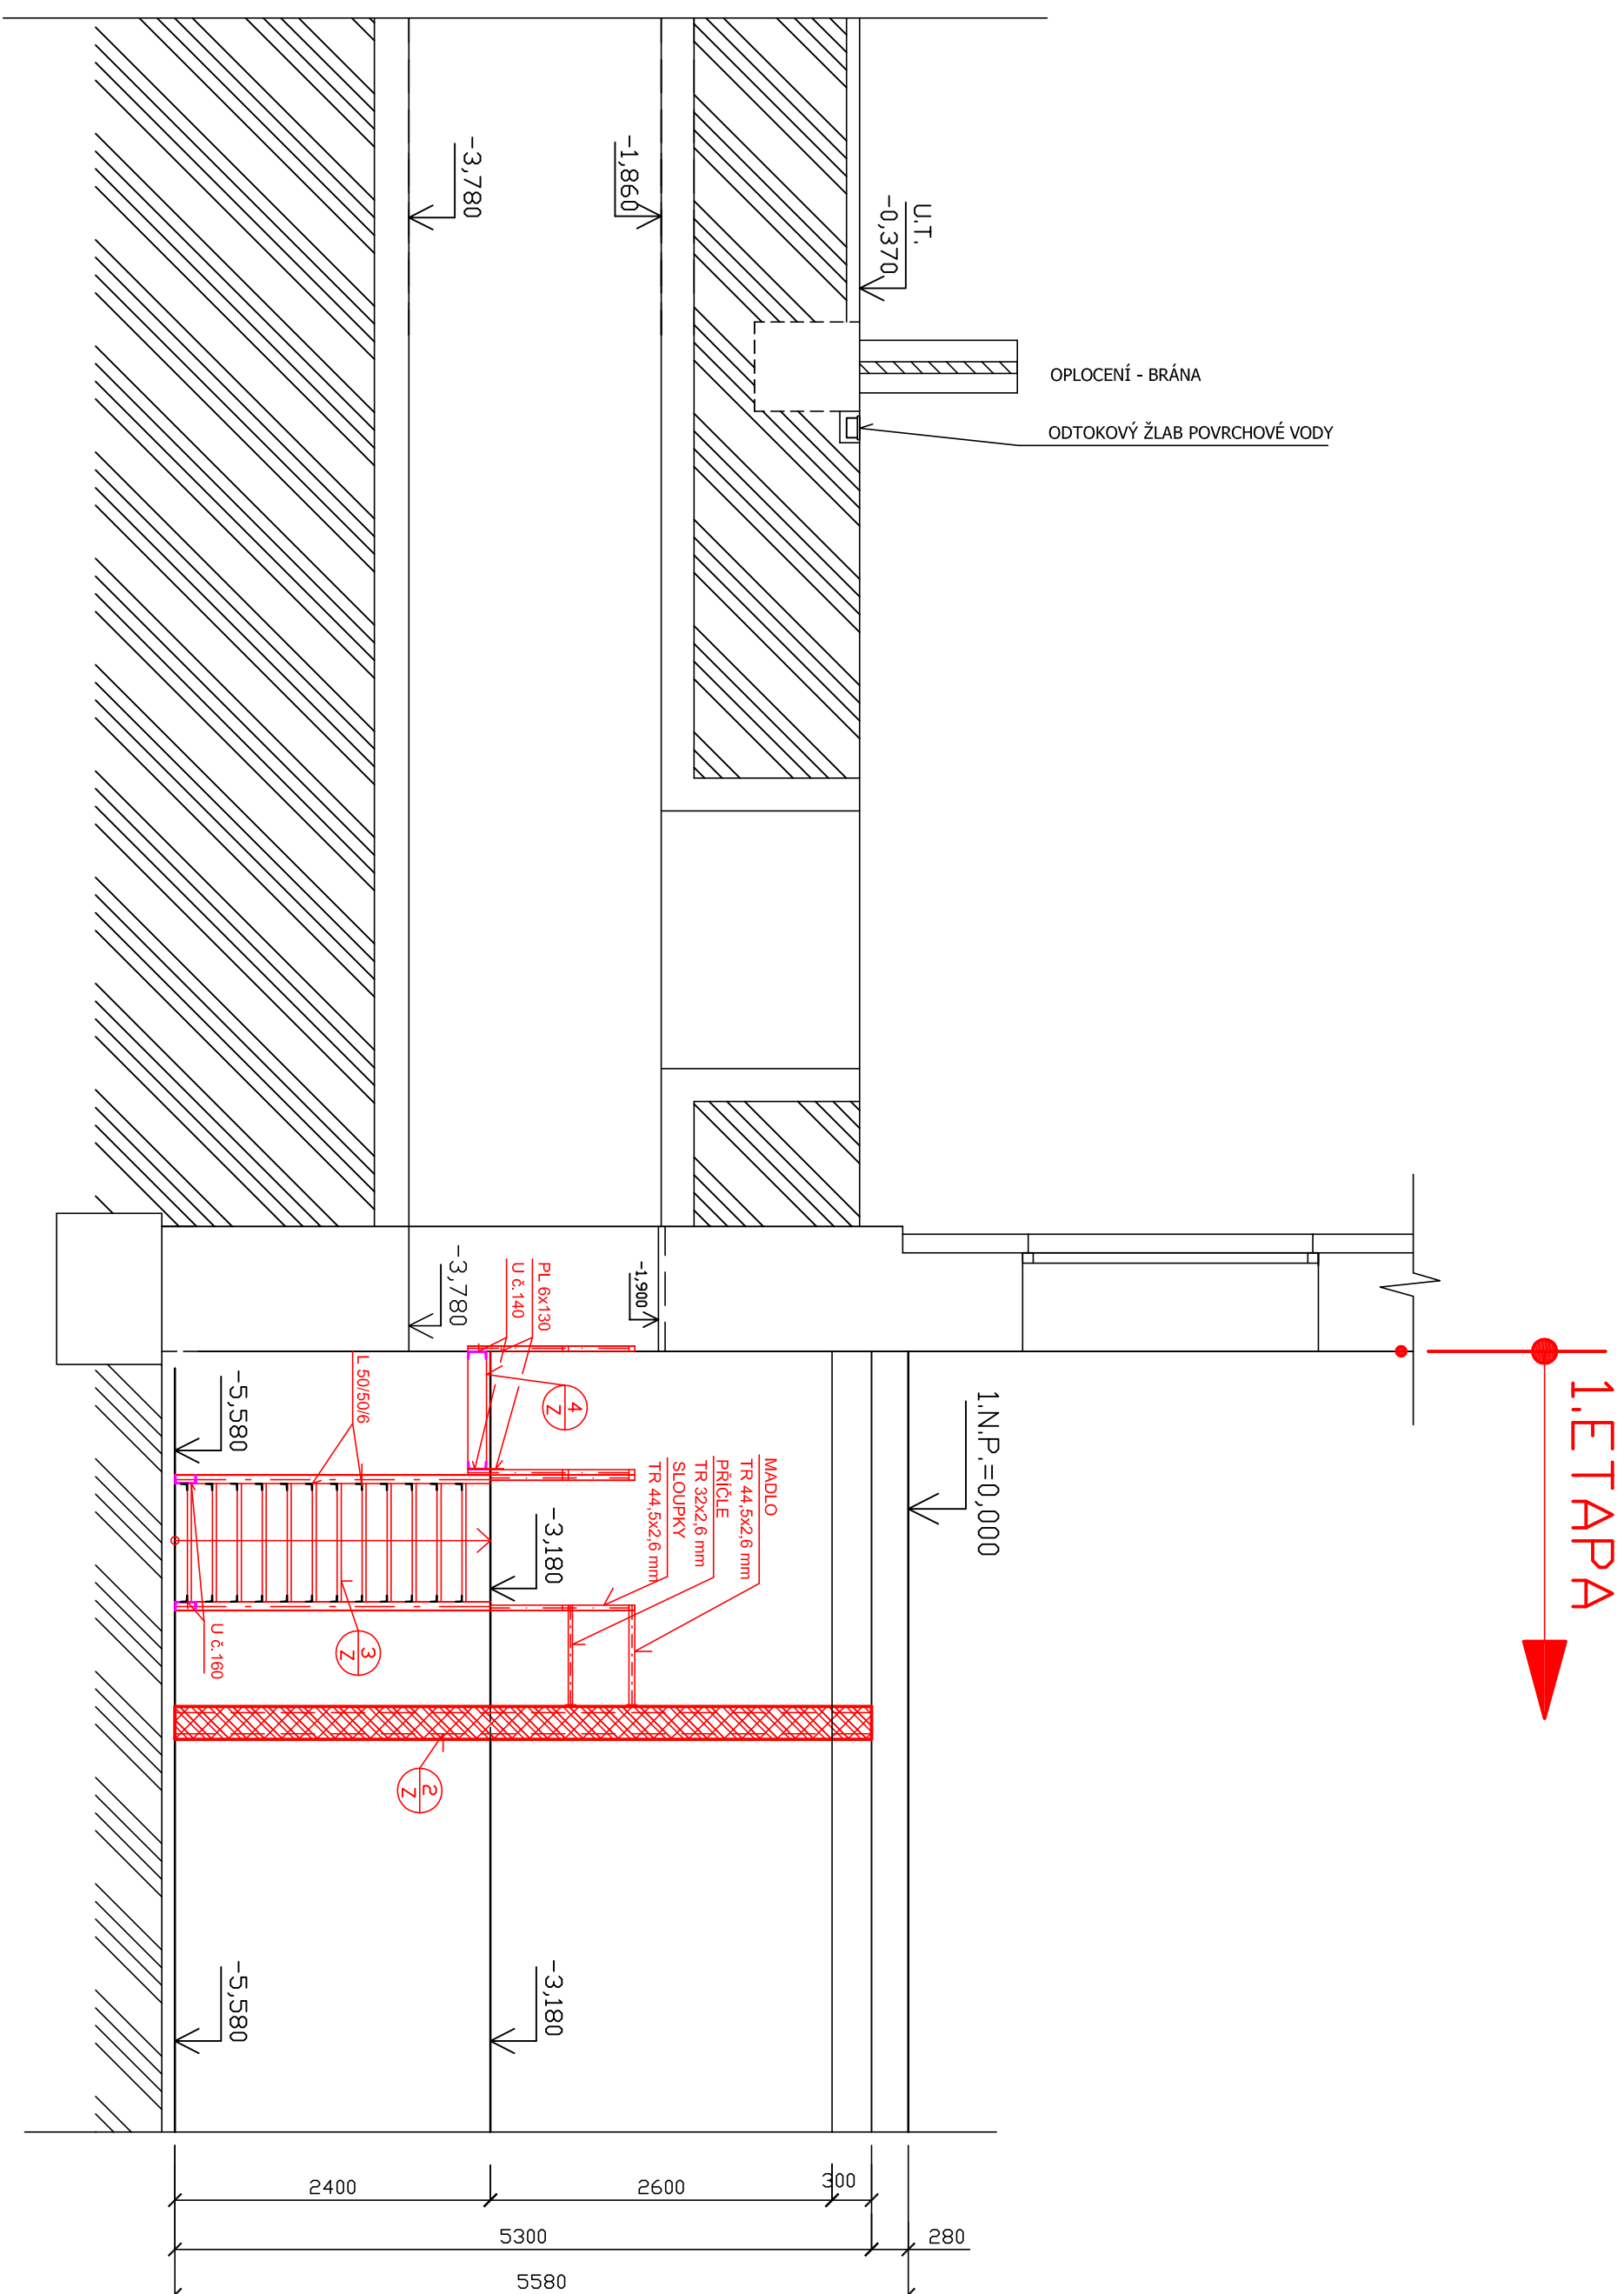 U.T.
-0,370
-1,860
-3,780
OPLOCENÍ - BRÁNA
ODTOKOVÝ ŽLAB POVRCHOVÉ VODY
-3,780
PL 6x130
U č.140
-1,900
1.ETAPA
1.N.P.=0,000
L 50/50/6
-5,580
4
Z
MADLO
TR 44,5x2,6 mm
PŘÍČLE
TR 32x2,6 mm
SLOUPKY
TR 44,5x2,6 mm
-3,180
U č.160
3
Z
2
Z
-5,580
-3,180
2400
2600
300
5300
280
5580